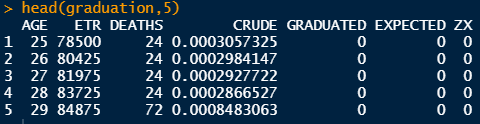 > head(graduation,5)
AGE ETR DEATHS CRUDE GRADUATED EXPECTED ZX
1 25 78500 24 0.0003057325 0 0 0
2 26 80425 24 0.0002984147 0 0 0
3 27 81975 24 0.0002927722 0 0 0
4 28 83725 24 0.0002866527 0 0 0
5 29 84875 72 0.0008483063 0 0 0